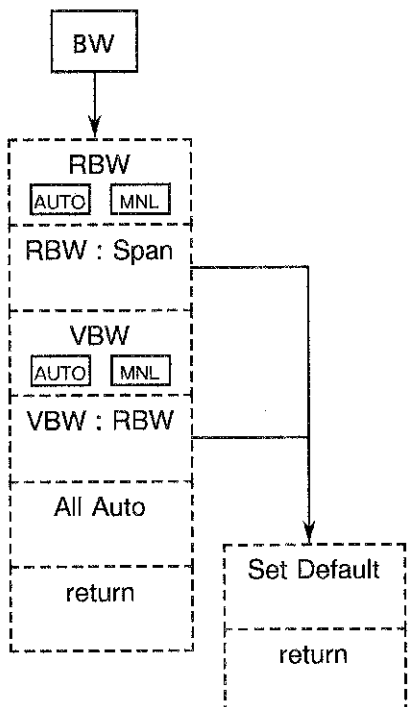 BW
RBW
AUTO MNL
RBW : Span
VBW
AUTO MNL
VBW : RBW
All Auto
return
Set Default
return